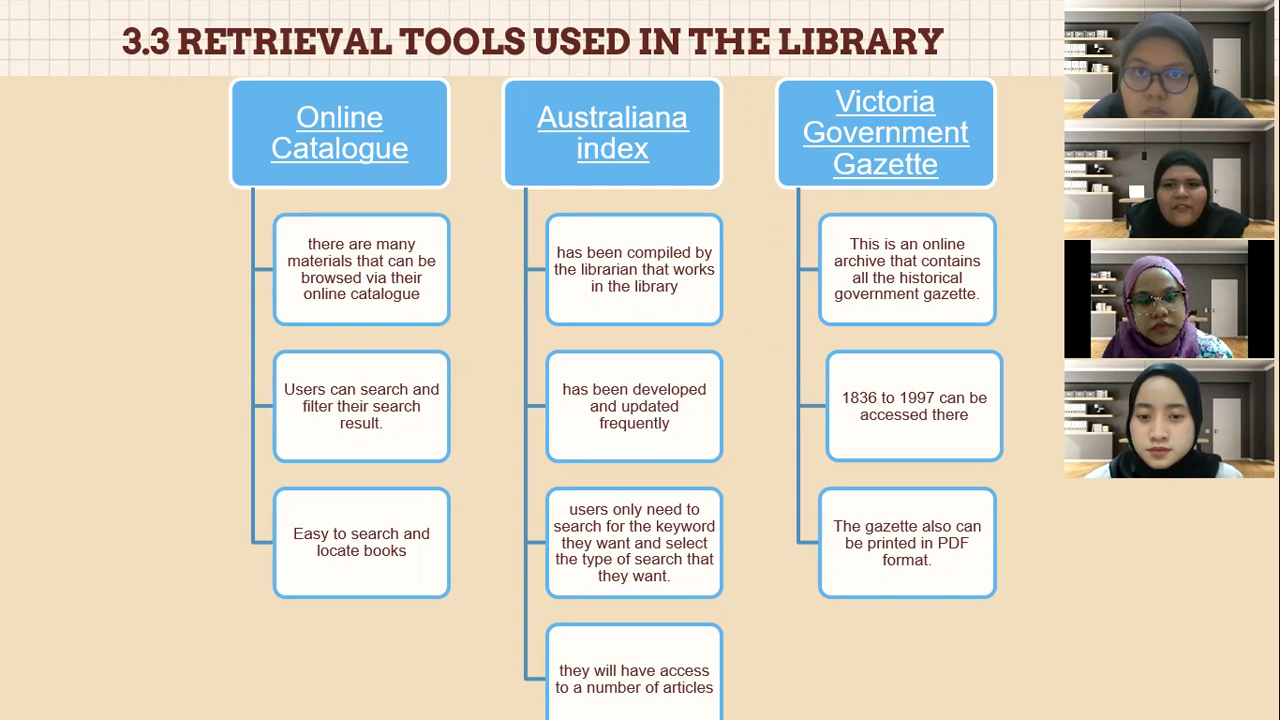 3.3 RETRIEVAL TOOLS USED IN THE LIBRARY
Online
Catalogue
there are many
materials that can be
browsed via their
online catalogue
Users can search and
filter their search
result.
Easy to search and
locate books
Australiana
index
has been compiled by
the librarian that works
in the library
has been developed
and updated
frequently
users only need to
search for the keyword
they want and select
the type of search that
they want.
they will have access
to a number of articles
Victoria
Government
Gazette
This is an online
archive that contains
all the historical
government gazette.
1836 to 1997 can be
accessed there
The gazette also can
be printed in PDF
format.